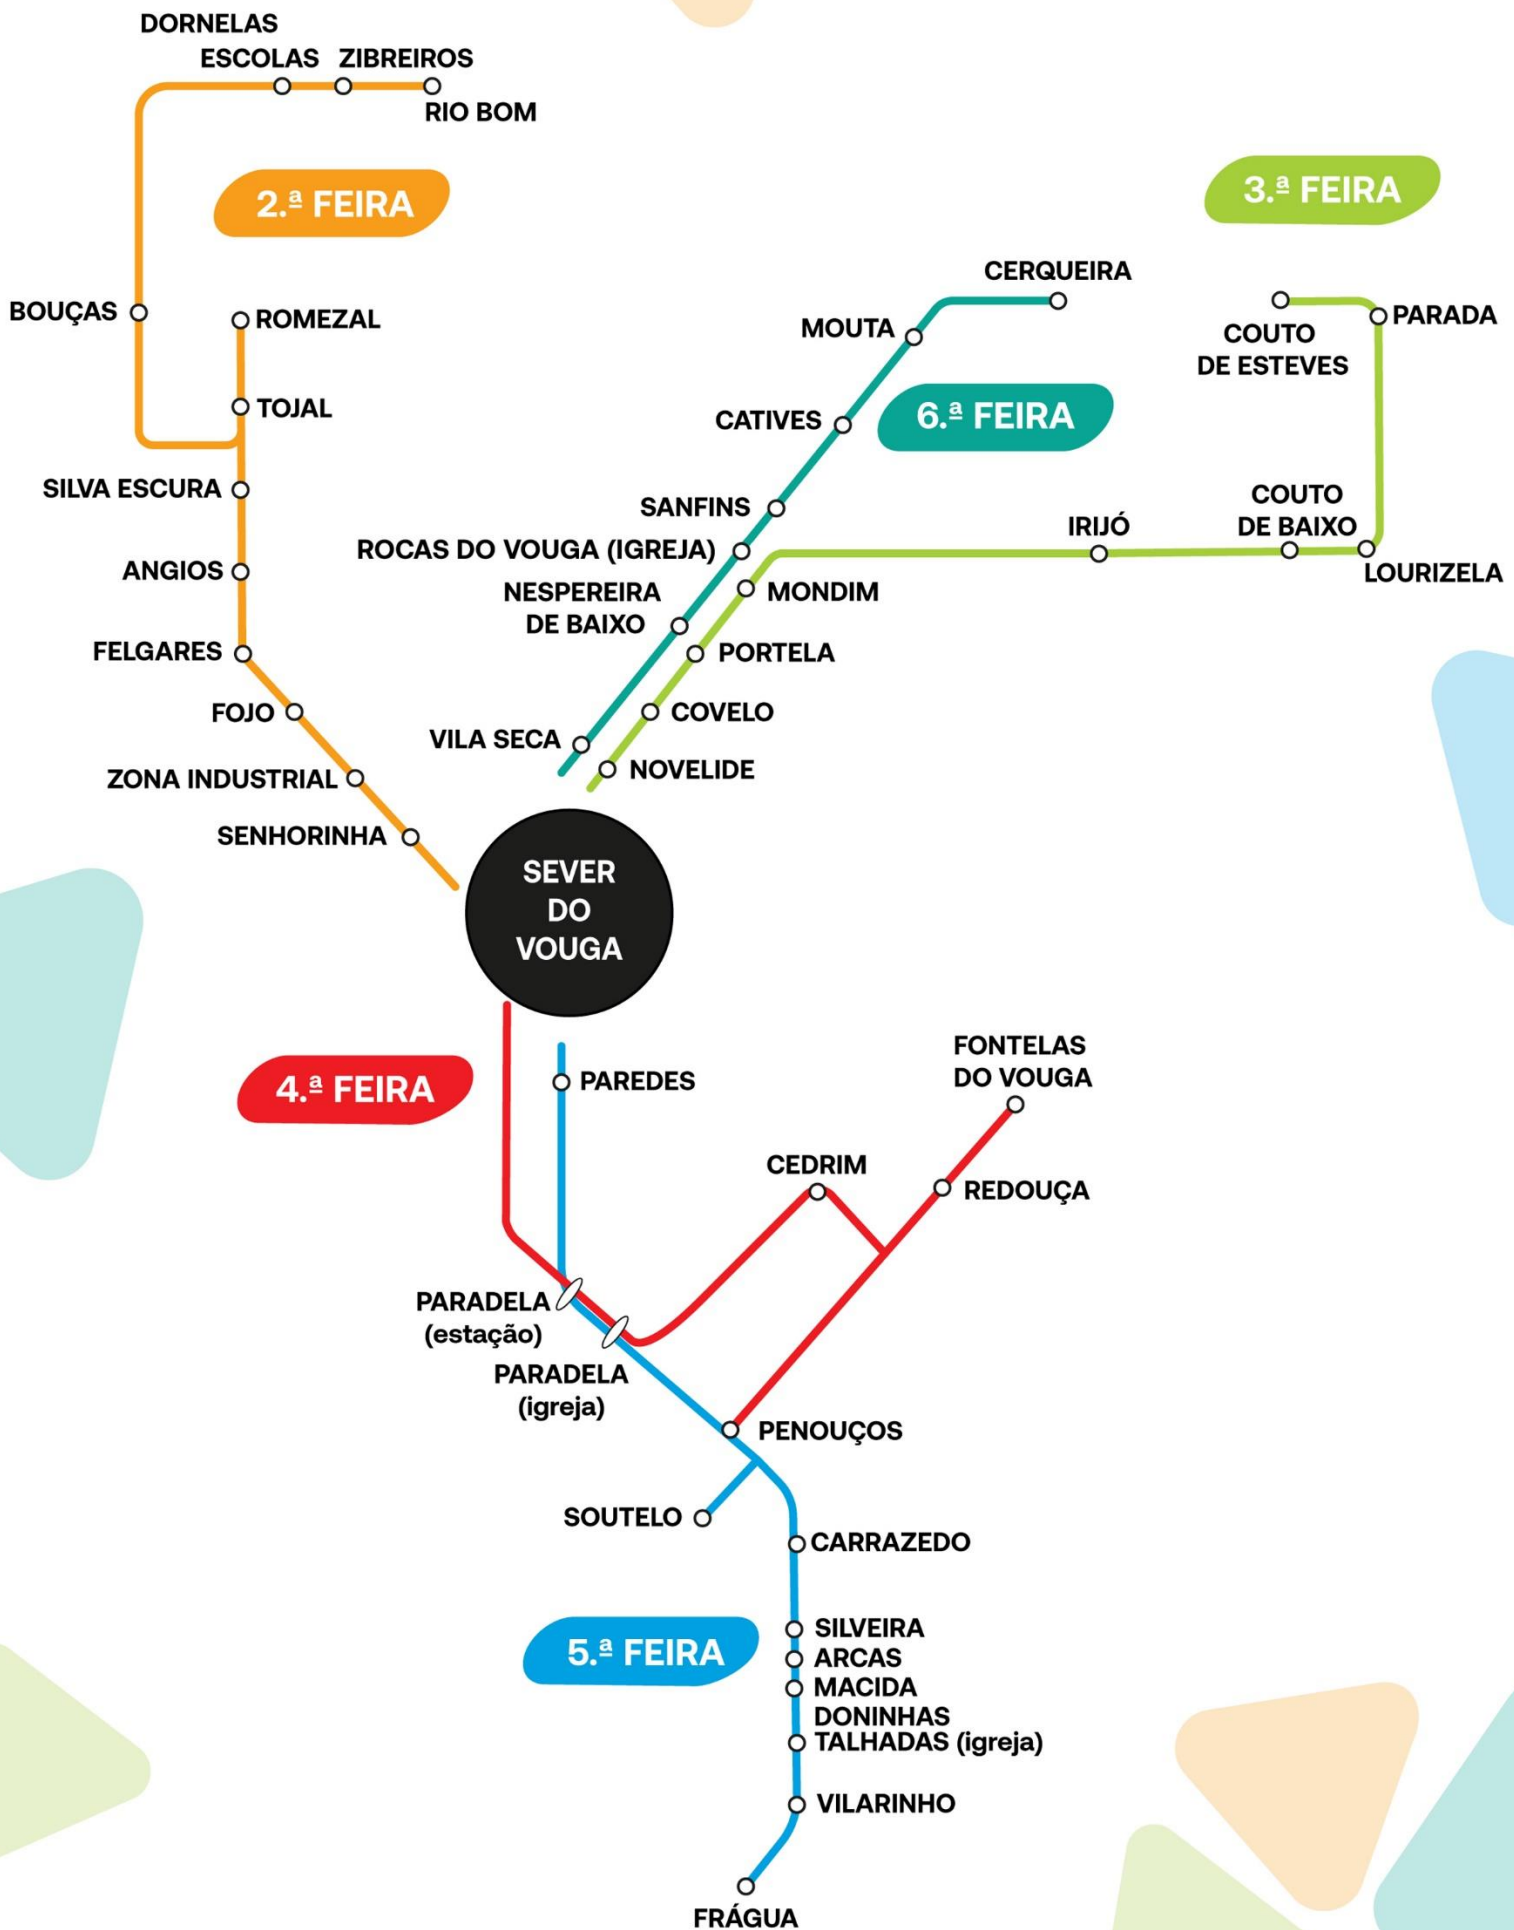 DORNELAS
ESCOLAS
ZIBREIROS
RIO BOM
2.ª FEIRA
3.ª FEIRA
BOUÇAS
ROMEZAL
TOJAL
SILVA ESCURA
ANGIOS
FELGARES
FOJO
ZONA INDUSTRIAL
SENHORINHA
CERQUEIRA
MOUTA
CATIVES
6.ª FEIRA
SANFINS
ROCAS DO VOUGA (IGREJA)
NESPEREIRA
DE BAIXO
VILA SECA
COUTO
DE ESTEVES
PARADA
COUTO
DE BAIXO
IRIJÓ
LOURIZELA
MONDIM
PORTELA
COVELO
NOVELIDE
SEVER
DO
VOUGA
4.ª FEIRA
PAREDES
FONTELAS
DO VOUGA
CEDRIM
REDOUÇA
PARADELA
(estação)
PARADELA
(igreja)
PENOUÇOS
SOUTELO
CARRAZEDO
5.ª FEIRA
SILVEIRA
ARCAS
MACIDA
DONINHAS
TALHADAS (igreja)
VILARINHO
FRÁGUA